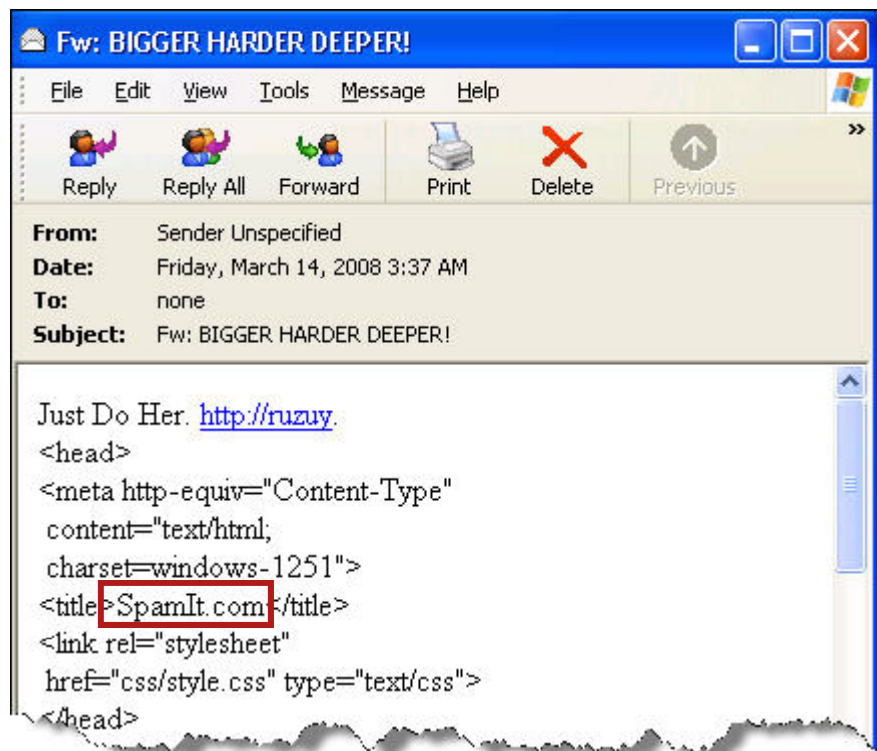 Fw: BIGGER HARDER DEEPER!
File Edit View Tools Message Help
Reply Reply All Forward Print Delete Previous
From: Sender Unspecified
Date: Friday, March 14, 2008 3:37 AM
To: none
Subject: Fw: BIGGER HARDER DEEPER!
Just Do Her. http://ruzuy.
<head>
<meta http-equiv="Content-Type"
content="text/html;
charset=windows-1251">
<title>SpamIt.com</title>
<link rel="stylesheet"
href="css/style.css" type="text/css">
</head>